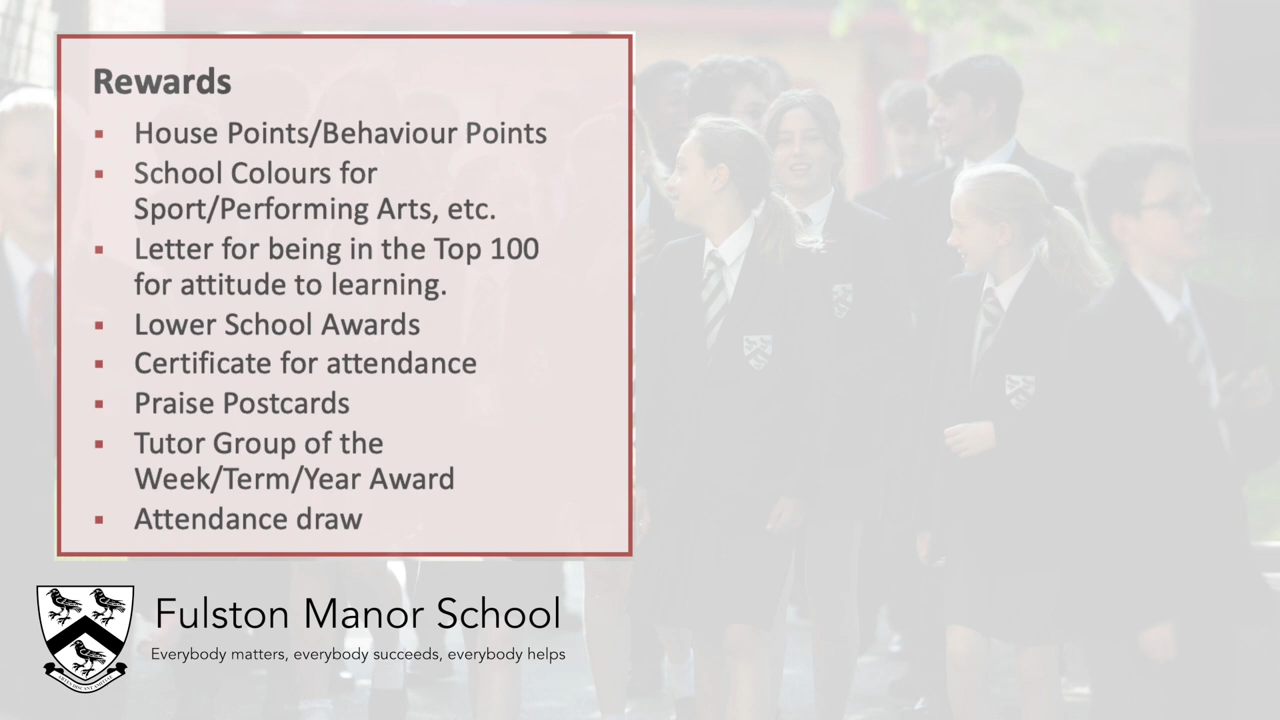 Rewards
▪ House Points/Behaviour Points
▪ School Colours for
Sport/Performing Arts, etc.
▪ Letter for being in the Top 100
for attitude to learning.
▪ Lower School Awards
▪ Certificate for attendance
▪ Praise Postcards
▪ Tutor Group of the
Week/Term/Year Award
▪ Attendance draw
Fulston Manor School
Everybody matters, everybody succeeds, everybody helps